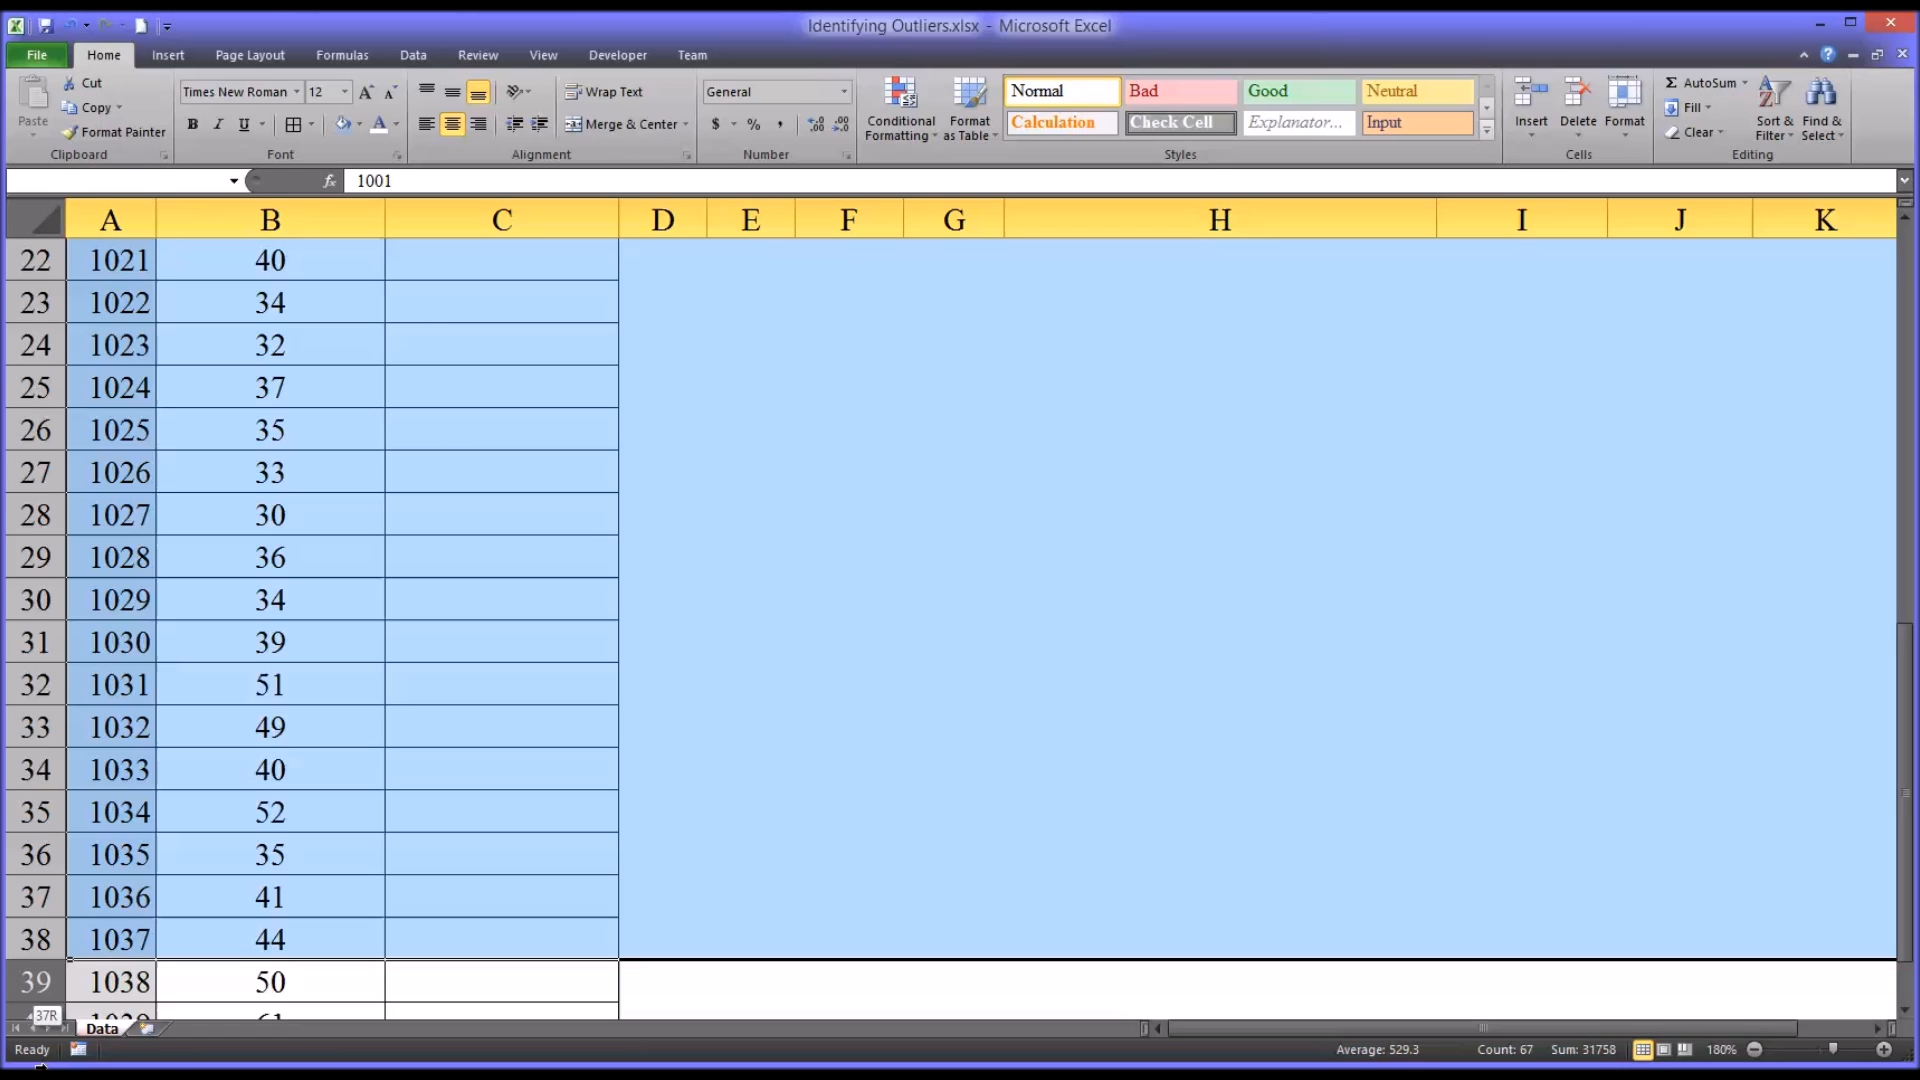 Identifying Outliers.xlsx - Microsoft Excel
File Home Insert Page Layout Formulas Data Review View Developer Team
Paste Cut Copy Format Painter Clipboard
Times New Roman 12 B I U A Font
Wrap Text Merge & Center Alignment
General $ % , Number
Conditional Formatting Format as Table
Normal Bad Good Neutral
Calculation Check Cell Explanator... Input
Styles
Insert Delete Format Cells
Σ AutoSum Fill Clear Sort & Filter Find & Select Editing
fx 1001
A B C D E F G H I J K
22 1021 40
23 1022 34
24 1023 32
25 1024 37
26 1025 35
27 1026 33
28 1027 30
29 1028 36
30 1029 34
31 1030 39
32 1031 51
33 1032 49
34 1033 40
35 1034 52
36 1035 35
37 1036 41
38 1037 44
39 1038 50
37R
Data
Ready Average: 529.3 Count: 67 Sum: 31758 180%